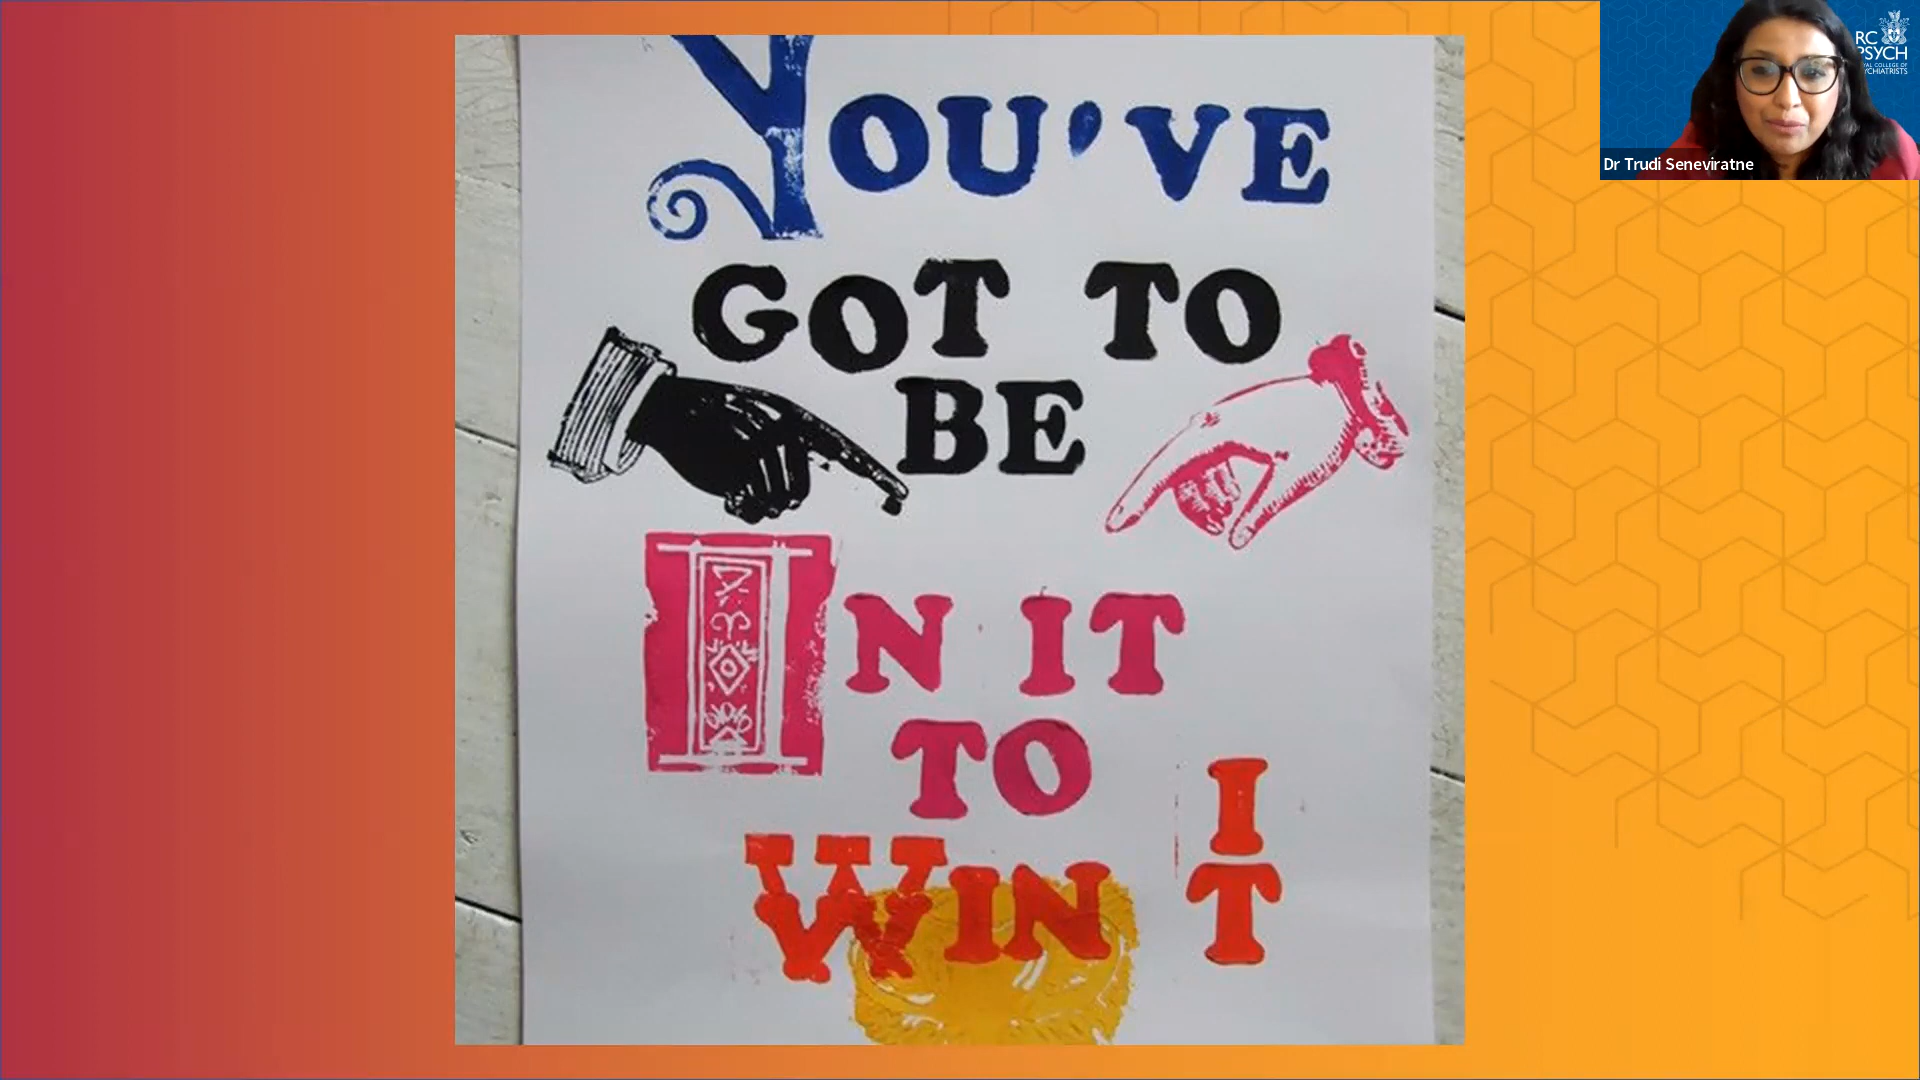 YOU'VE
GOT TO
BE
IN IT
TO
WIN IT
RC
PSYCH
Dr Trudi Seneviratne